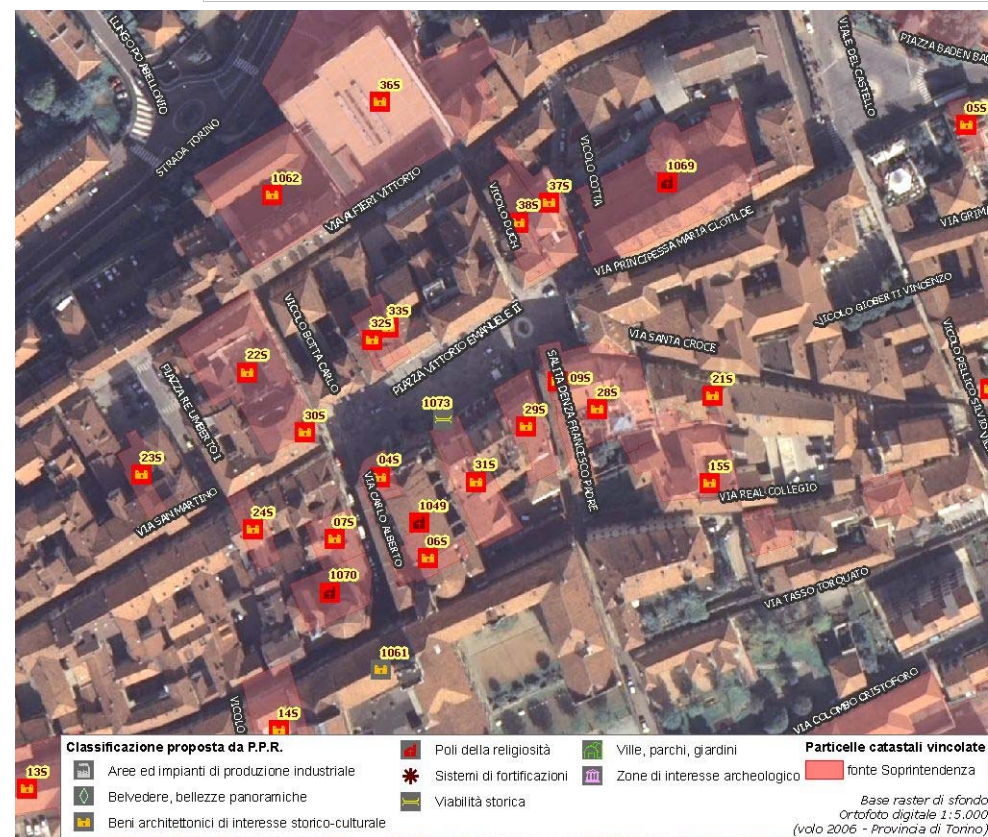 LUNGO PO ABELLONIO
STRADA TORINO
VIALE DEL CASTELLO
PIAZZA BADEN BAD
36S
05S
1062
VIA ALFIERI VITTORIO
VICOLO COTTA
1069
37S
38S
VICOLO DUCH
VIA PRINCIPESSA MARIA CLOTILDE
VIA GRIMA
VICOLO GIOBERTI VINCENZO
VICOLO BOTTA CARLO
33S
32S
PIAZZA VITTORIO EMANUELE II
VIA SANTA CROCE
VICOLO PELLICO SILVIO
22S
PIAZZA RE UMBERTO I
SALITA DENZA FRANCESCO PADRE
09S
28S
21S
1073
30S
29S
23S
04S
31S
15S
VIA REAL COLLEGIO
VIA SAN MARTINO
24S
07S
VIA CARLO ALBERTO
1049
06S
1070
VIA TASSO TORQUATO
1061
VIA COLOMBO CRISTOFORO
VICOLO
14S
13S
Classificazione proposta da P.P.R.
Aree ed impianti di produzione industriale
Belvedere, bellezze panoramiche
Beni architettonici di interesse storico-culturale
Poli della religiosità
Sistemi di fortificazioni
Viabilità storica
Ville, parchi, giardini
Zone di interesse archeologico
Particelle catastali vincolate
fonte Soprintendenza
Base raster di sfondo
Ortofoto digitale 1:5.000
(volo 2006 - Provincia di Torino)